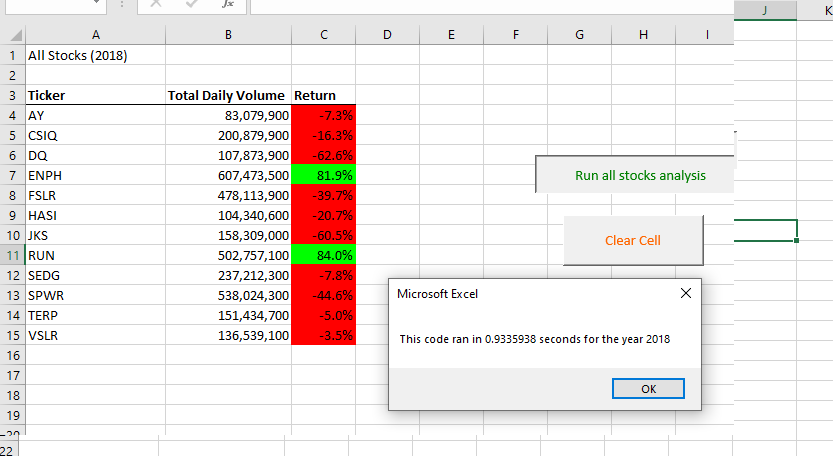 fx
J K
A B C D E F G H I
1 All Stocks (2018)
2
3 Ticker Total Daily Volume Return
4 AY 83,079,900 -7.3%
5 CSIQ 200,879,900 -16.3%
6 DQ 107,873,900 -62.6%
7 ENPH 607,473,500 81.9%
Run all stocks analysis
8 FSLR 478,113,900 -39.7%
9 HASI 104,340,600 -20.7%
10 JKS 158,309,000 -60.5%
Clear Cell
11 RUN 502,757,100 84.0%
12 SEDG 237,212,300 -7.8%
13 SPWR 538,024,300 -44.6%
14 TERP 151,434,700 -5.0%
15 VSLR 136,539,100 -3.5%
Microsoft Excel
This code ran in 0.9335938 seconds for the year 2018
OK
16
17
18
19
20
22